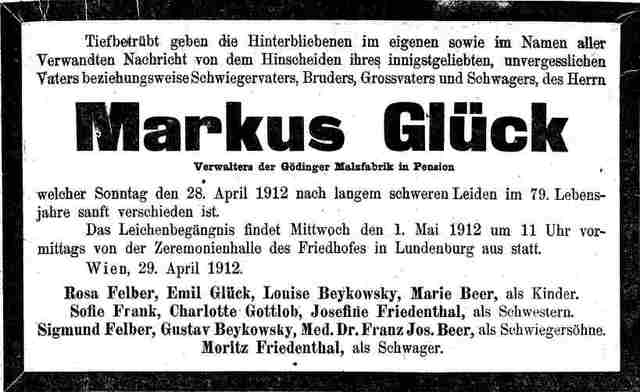 Tiefbetrübt geben die Hinterbliebenen im eigenen sowie im Namen aller
Verwandten Nachricht von dem Hinscheiden ihres innigstgeliebten, unvergesslichen
Vaters beziehungsweise Schwiegervaters, Bruders, Grossvaters und Schwagers, des Herrn
Markus Glück
Verwalters der Gödinger Malzfabrik in Pension
welcher Sonntag den 28. April 1912 nach langem schweren Leiden im 79. Lebens-
jahre sanft verschieden ist.
Das Leichenbegängnis findet Mittwoch den 1. Mai 1912 um 11 Uhr vor-
mittags von der Zeremonienhalle des Friedhofes in Lundenburg aus statt.
Wien, 29. April 1912.
Rosa Felber, Emil Glück, Louise Beykowsky, Marie Beer, als Kinder.
Sofie Frank, Charlotte Gottlob, Josefine Friedenthal, als Schwestern.
Sigmund Felber, Gustav Beykowsky, Med. Dr. Franz Jos. Beer, als Schwiegersöhne.
Moritz Friedenthal, als Schwager.